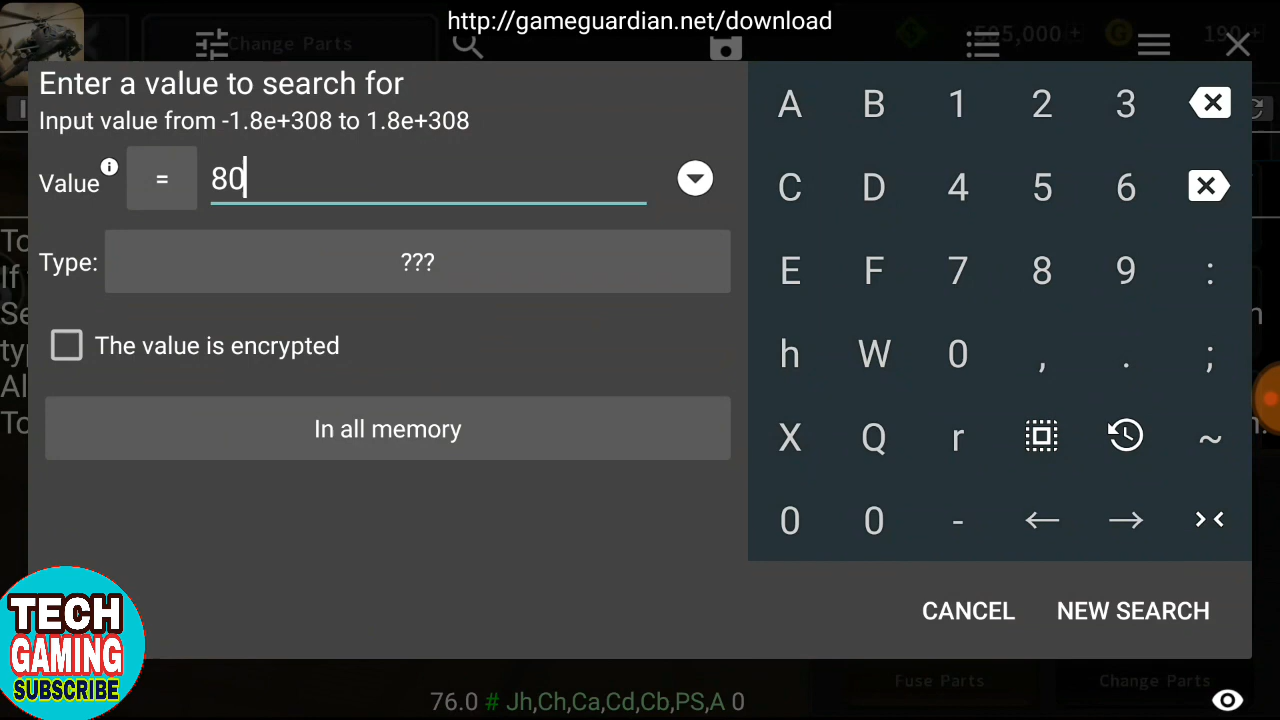 http://gameguardian.net/download
Change Parts
Enter a value to search for
Input value from -1.8e+308 to 1.8e+308
Value i = 80
Type: ???
The value is encrypted
In all memory
A B 1 2 3
C D 4 5 6
E F 7 8 9 :
h W 0 , . ;
X Q r ~
0 0 - ← → ><
CANCEL NEW SEARCH
TECH
GAMING
SUBSCRIBE
Fuse Parts Change Parts
76.0 # Jh,Ch,Ca,Cd,Cb,PS,A 0